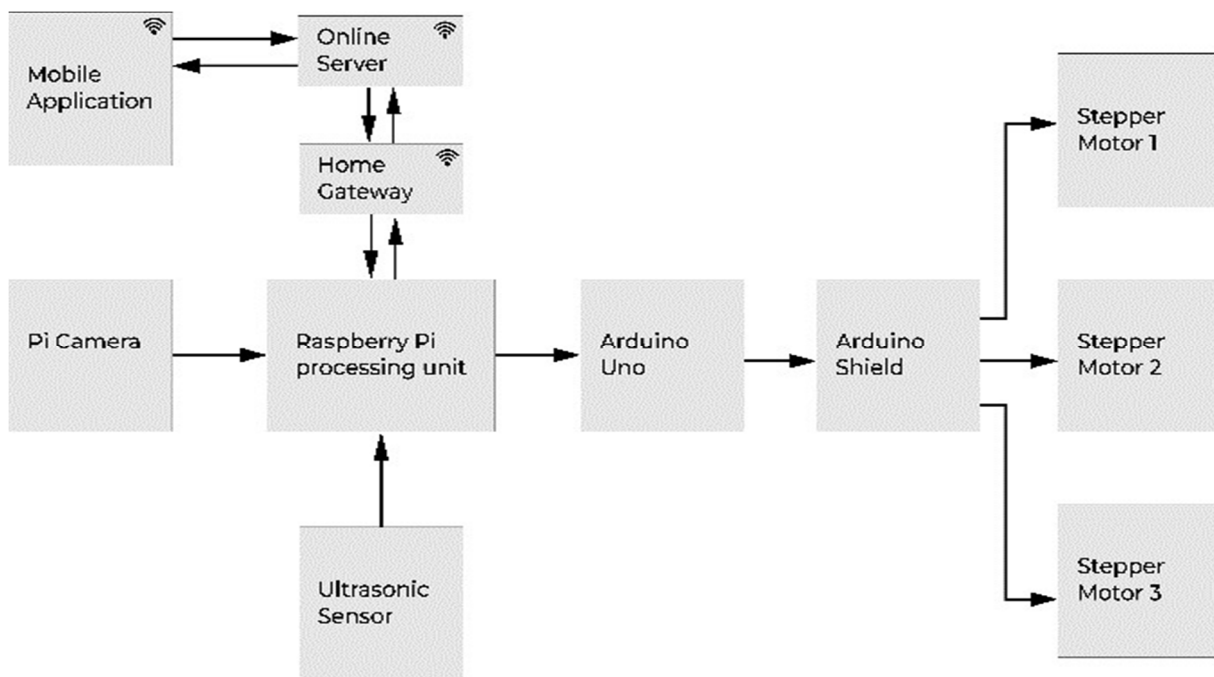 Mobile
Application
Online
Server
Home
Gateway
Stepper
Motor 1
Pi Camera
Raspberry Pi
processing unit
Arduino
Uno
Arduino
Shield
Stepper
Motor 2
Ultrasonic
Sensor
Stepper
Motor 3